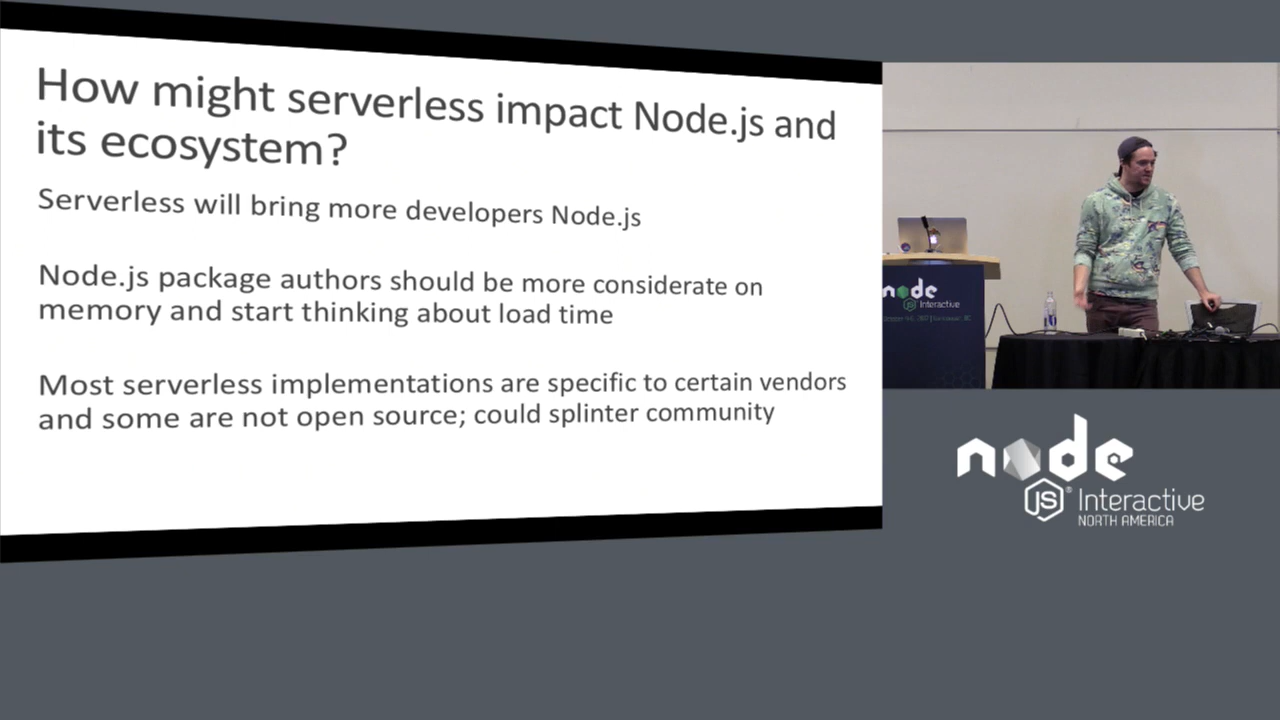 How might serverless impact Node.js and
its ecosystem?
Serverless will bring more developers Node.js
Node.js package authors should be more considerate on
memory and start thinking about load time
Most serverless implementations are specific to certain vendors
and some are not open source; could splinter community
node
JS Interactive
node
JS® Interactive
NORTH AMERICA